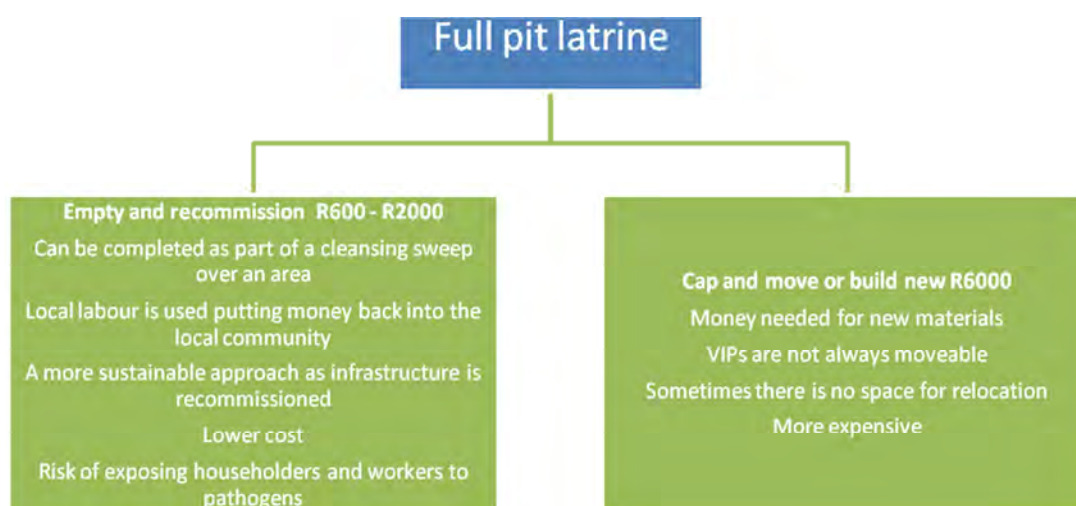 Full pit latrine
Empty and recommission R600 - R2000
Can be completed as part of a cleansing sweep
over an area
Local labour is used putting money back into the
local community
A more sustainable approach as infrastructure is
recommissioned
Lower cost
Risk of exposing householders and workers to
pathogens
Cap and move or build new R6000
Money needed for new materials
VIPs are not always moveable
Sometimes there is no space for relocation
More expensive